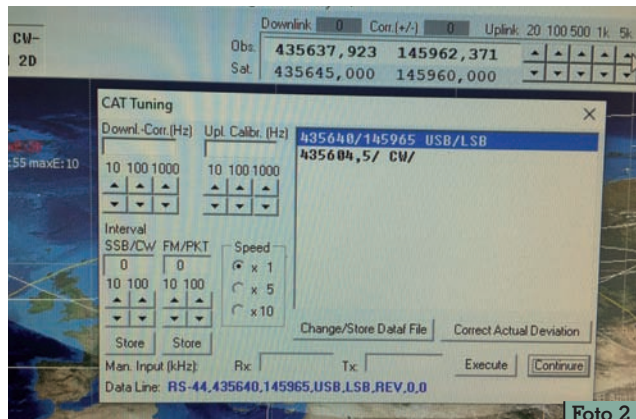 CW-
2D
Downlink 0 Corr.(+/-) 0 Uplink 20 100 500 1k 5k
Obs. 435637,923 145962,371
Sat. 435645,000 145960,000
:55 maxE:10
CAT Tuning
Downl.-Corr.(Hz) Upl. Calibr. (Hz)
10 100 1000 10 100 1000
435640/145965 USB/LSB
435604,5/ CW/
Interval
SSB/CW FM/PKT
0 0
10 100 10 100
Speed
x 1
x 5
x 10
Store Store
Change/Store Datal File Correct Actual Deviation
Man. Input (kHz): Rx: Tx: Execute Continure
Data Line: RS-44,435640,145965,USB,LSB,REV,0,0
Foto 2